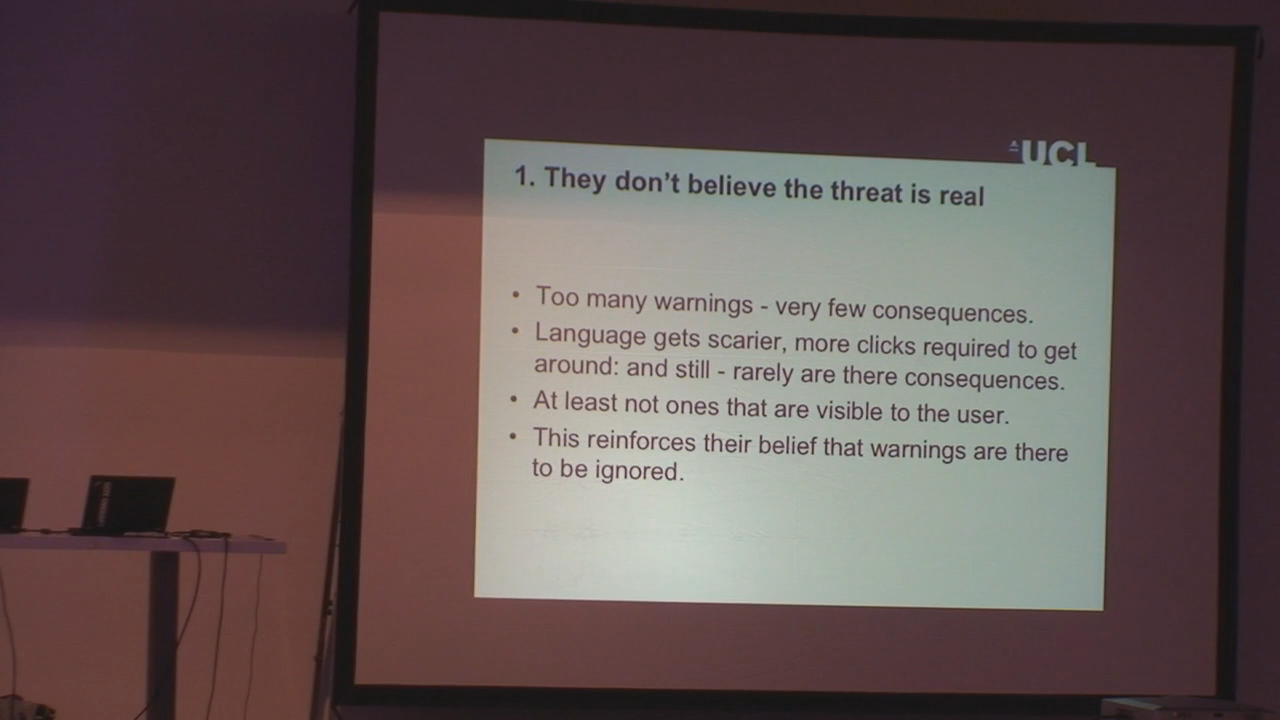 UCL
1. They don't believe the threat is real
• Too many warnings - very few consequences.
• Language gets scarier, more clicks required to get
around: and still - rarely are there consequences.
• At least not ones that are visible to the user.
• This reinforces their belief that warnings are there
to be ignored.